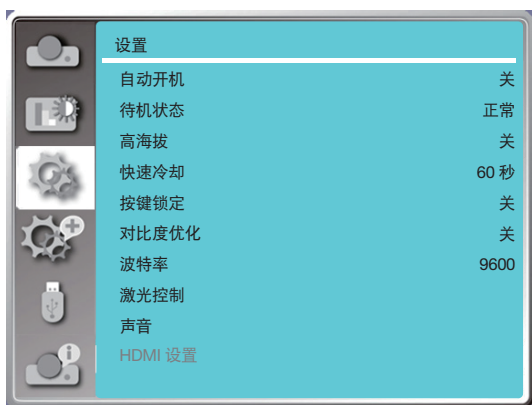 设置
自动开机 关
待机状态 正常
高海拔 关
快速冷却 60 秒
按键锁定 关
对比度优化 关
波特率 9600
激光控制
声音
HDMI 设置